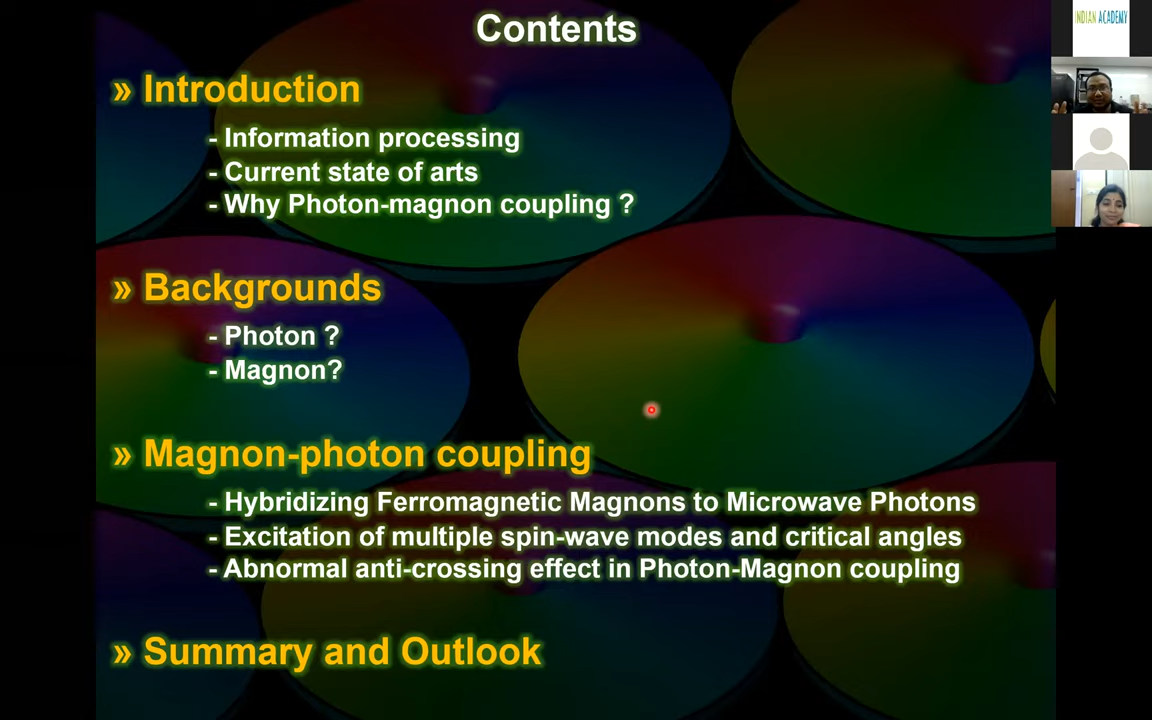 Contents
» Introduction
- Information processing
- Current state of arts
- Why Photon-magnon coupling ?
» Backgrounds
- Photon ?
- Magnon?
» Magnon-photon coupling
- Hybridizing Ferromagnetic Magnons to Microwave Photons
- Excitation of multiple spin-wave modes and critical angles
- Abnormal anti-crossing effect in Photon-Magnon coupling
» Summary and Outlook
INDIAN ACADEMY